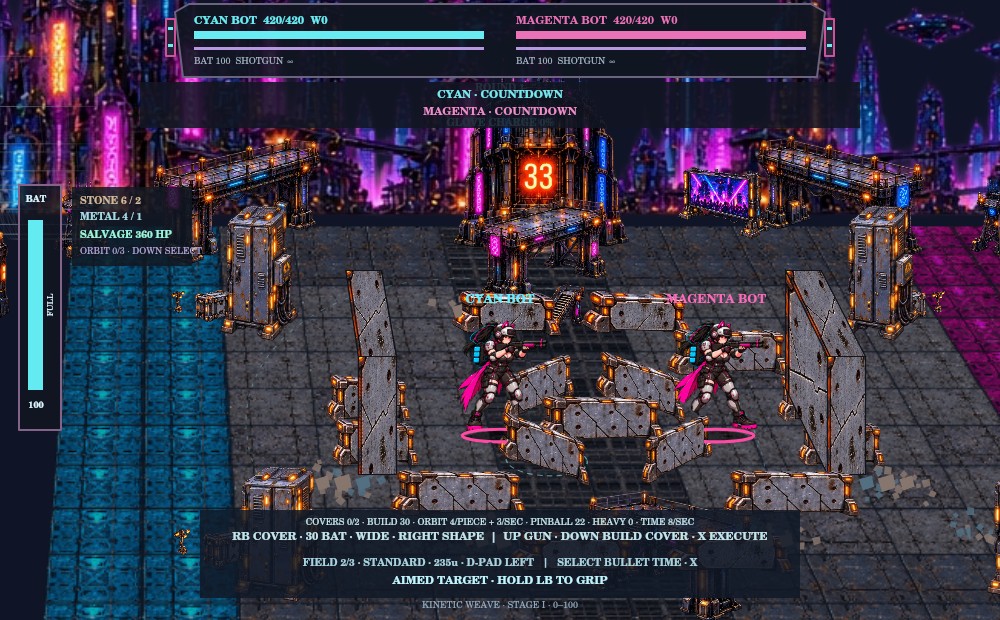 CYAN BOT 420/420 W0
MAGENTA BOT 420/420 W0
BAT 100 SHOTGUN ∞
BAT 100 SHOTGUN ∞
CYAN · COUNTDOWN
MAGENTA · COUNTDOWN
33
BAT
FULL
100
STONE 6 / 2
METAL 4 / 1
SALVAGE 360 HP
ORBIT 0/3 · DOWN SELECT
CYAN BOT
MAGENTA BOT
COVERS 0/2 · BUILD 30 · ORBIT 4/PIECE + 3/SEC · PINBALL 22 · HEAVY 0 · TIME 8/SEC
RB COVER · 30 BAT · WIDE · RIGHT SHAPE | UP GUN · DOWN BUILD COVER · X EXECUTE
FIELD 2/3 · STANDARD · 235u · D-PAD LEFT | SELECT BULLET TIME · X
AIMED TARGET · HOLD LB TO GRIP
KINETIC WEAVE · STAGE I · 0–100